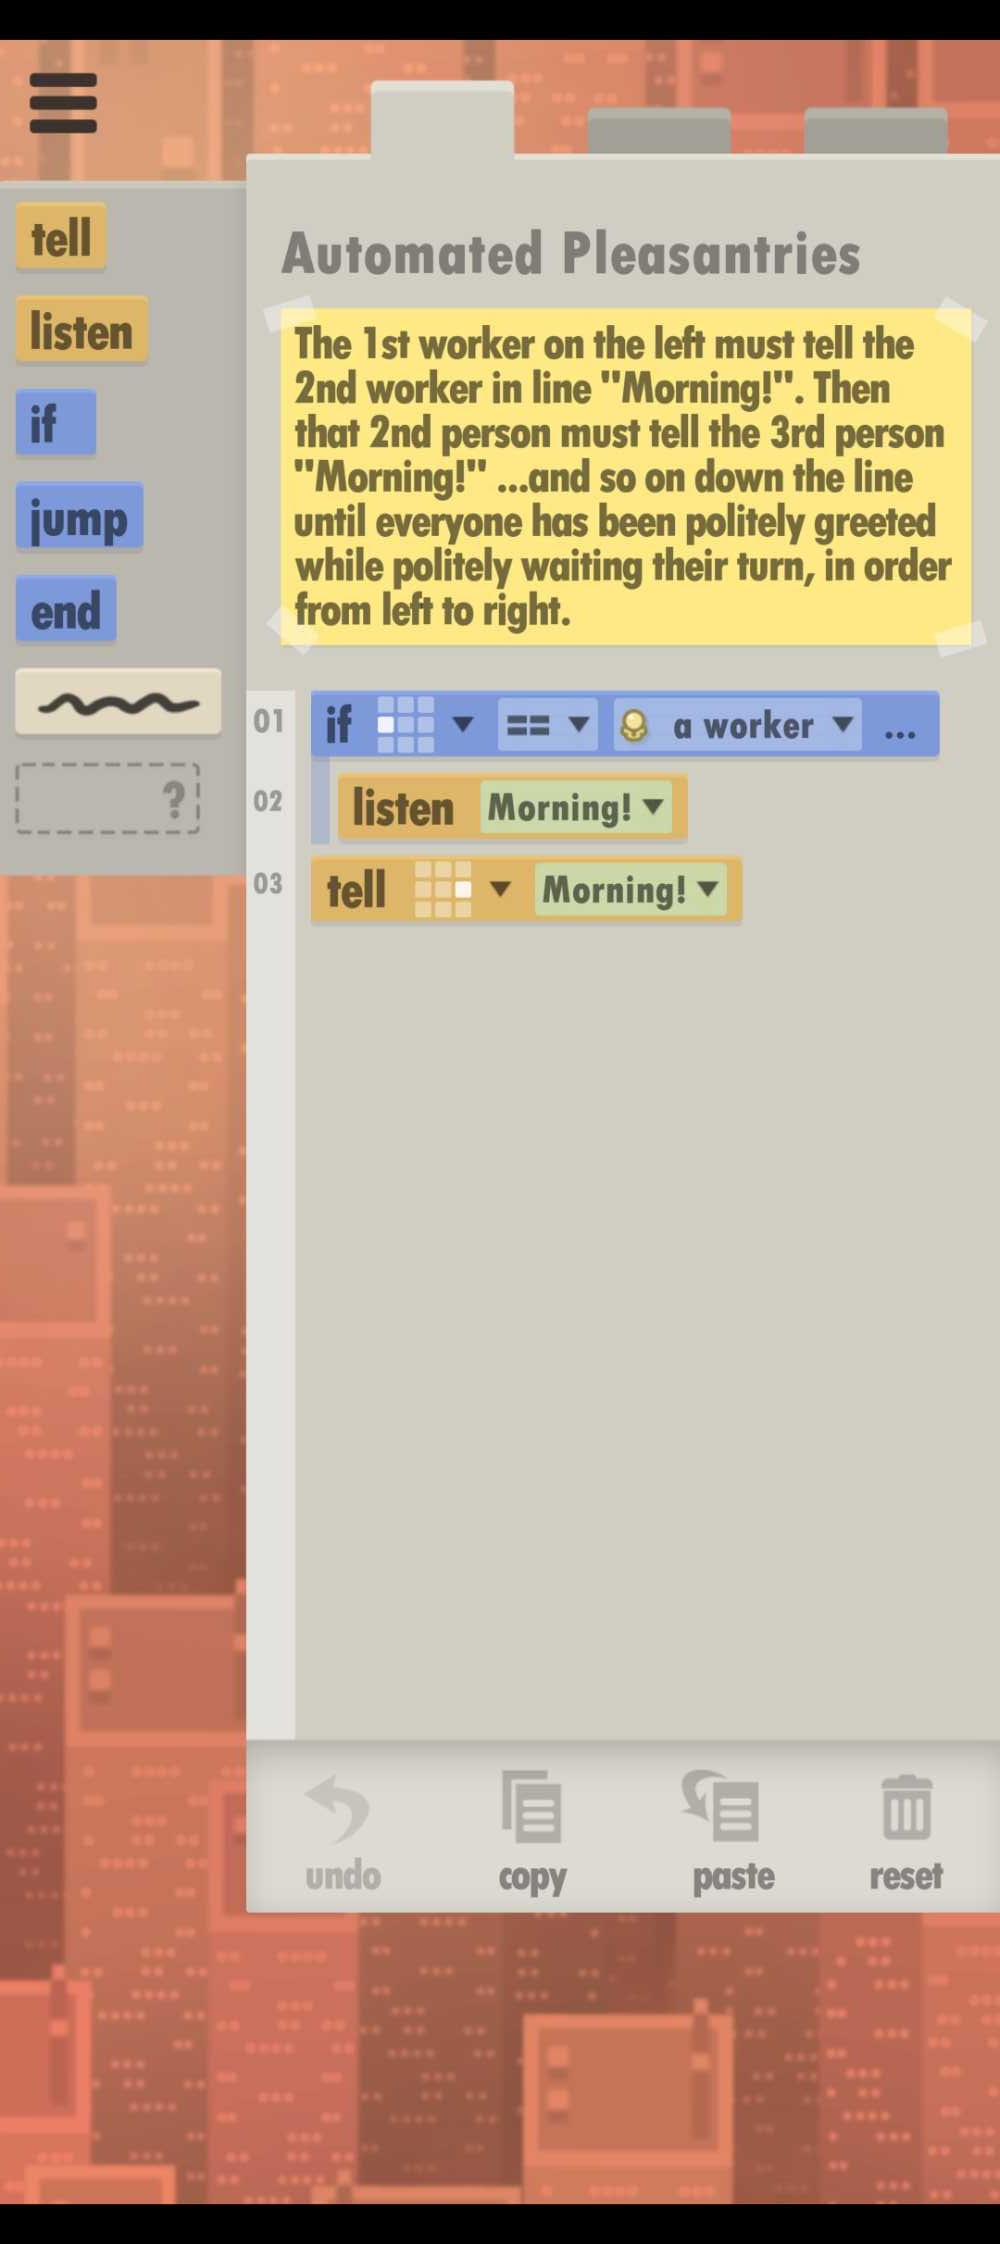 Automated Pleasantries
tell
listen
if
jump
end
?
The 1st worker on the left must tell the
2nd worker in line "Morning!". Then
that 2nd person must tell the 3rd person
"Morning!" ...and so on down the line
until everyone has been politely greeted
while politely waiting their turn, in order
from left to right.
01 if == a worker ...
02 listen Morning!
03 tell Morning!
undo copy paste reset